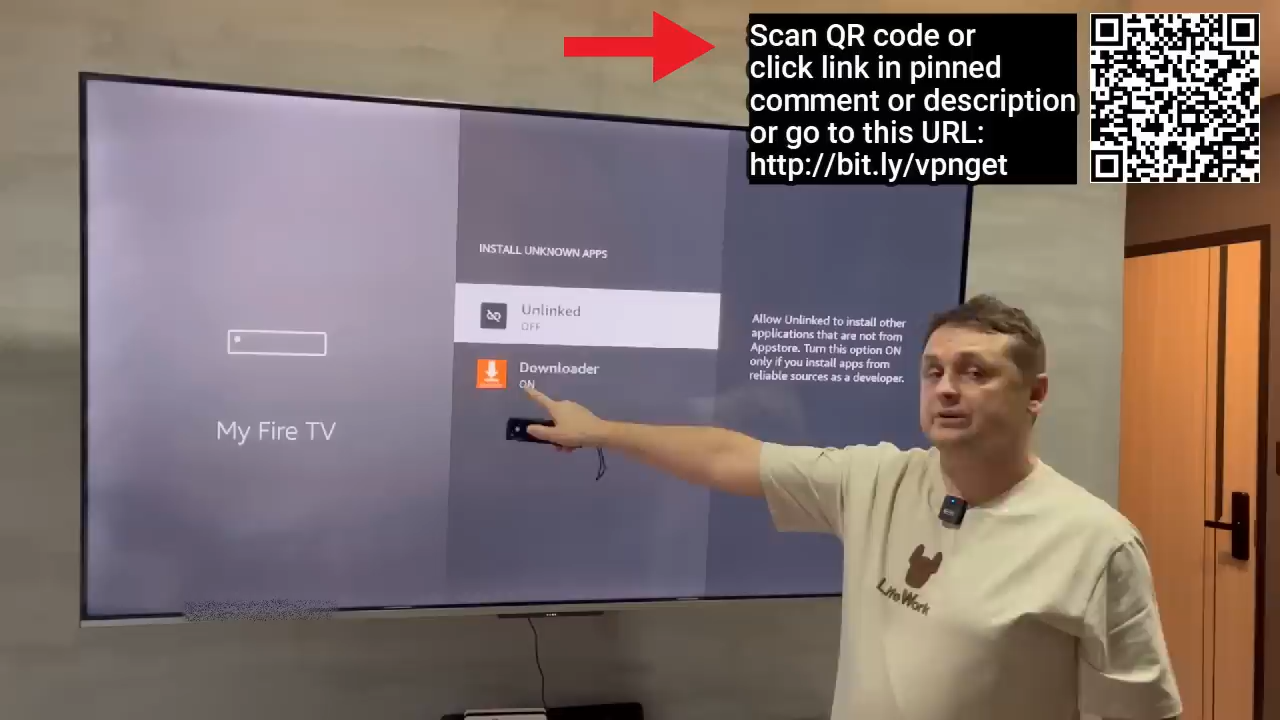 Scan QR code or
click link in pinned
comment or description
or go to this URL:
http://bit.ly/vpnget
INSTALL UNKNOWN APPS
Unlinked
OFF
Downloader
ON
My Fire TV
Allow Unlinked to install other
applications that are not from
Appstore. Turn this option ON
only if you install apps from
reliable sources as a developer.
Life Work